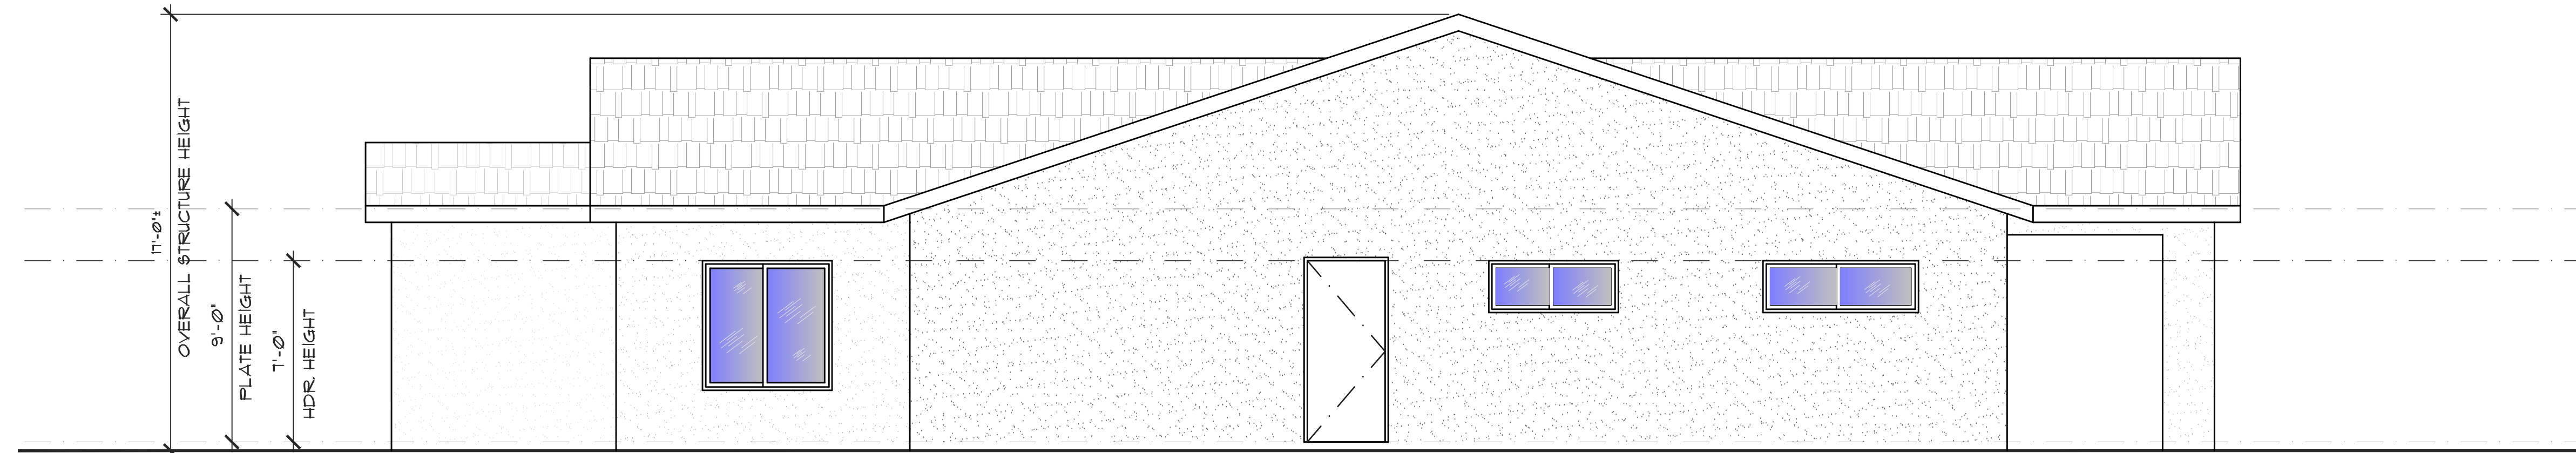 17'-0"±
OVERALL STRUCTURE HEIGHT
9'-0"
PLATE HEIGHT
7'-0"
HDR. HEIGHT